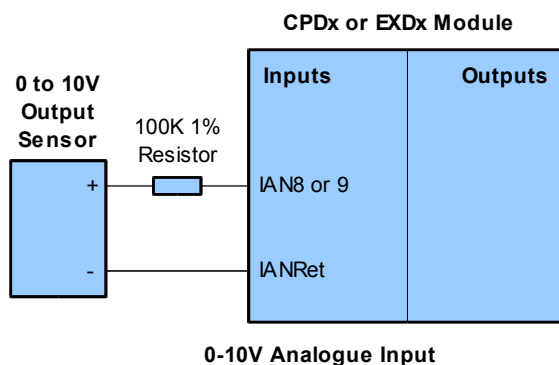 CPDx or EXDx Module
0 to 10V
Output
Sensor
100K 1%
Resistor
Inputs
Outputs
+
IAN8 or 9
-
IANRet
0-10V Analogue Input